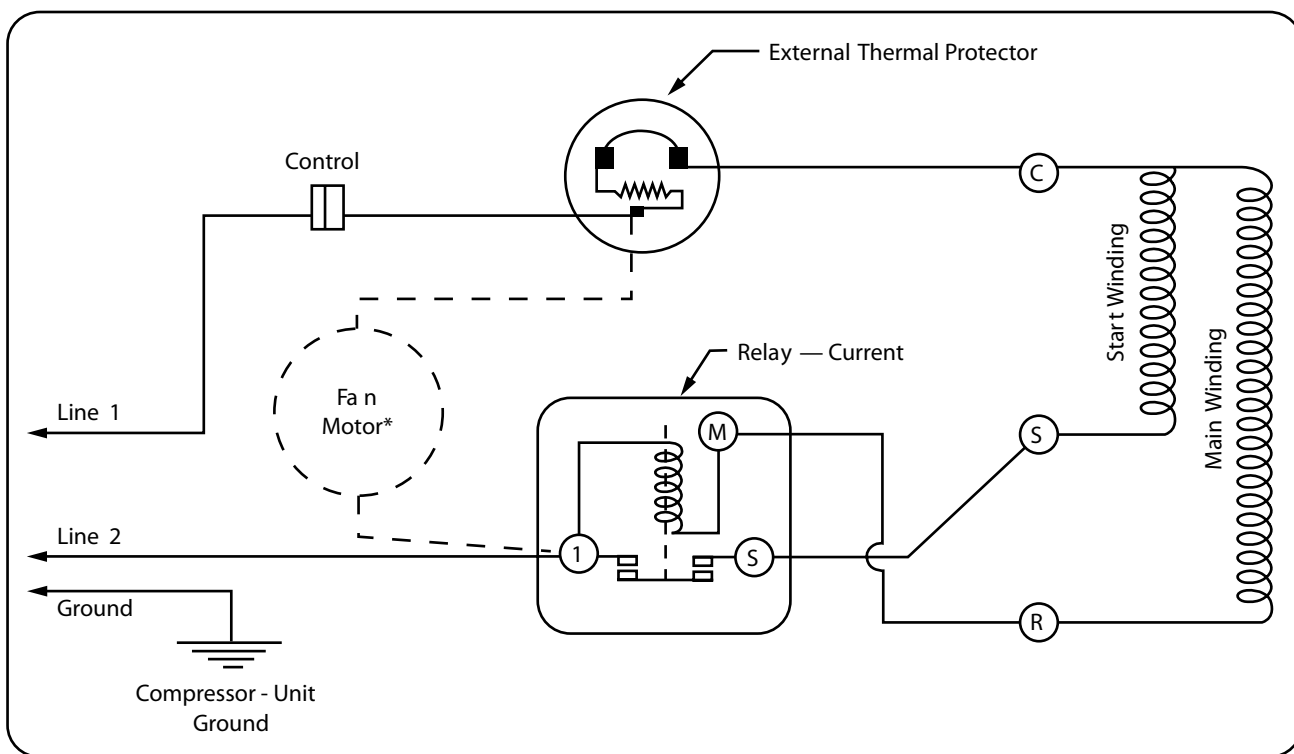 External Thermal Protector
Control
C
Start Winding
Main Winding
Relay — Current
Line 1
Fan
Motor*
M
S
Line 2
1
S
Ground
R
Compressor - Unit
Ground